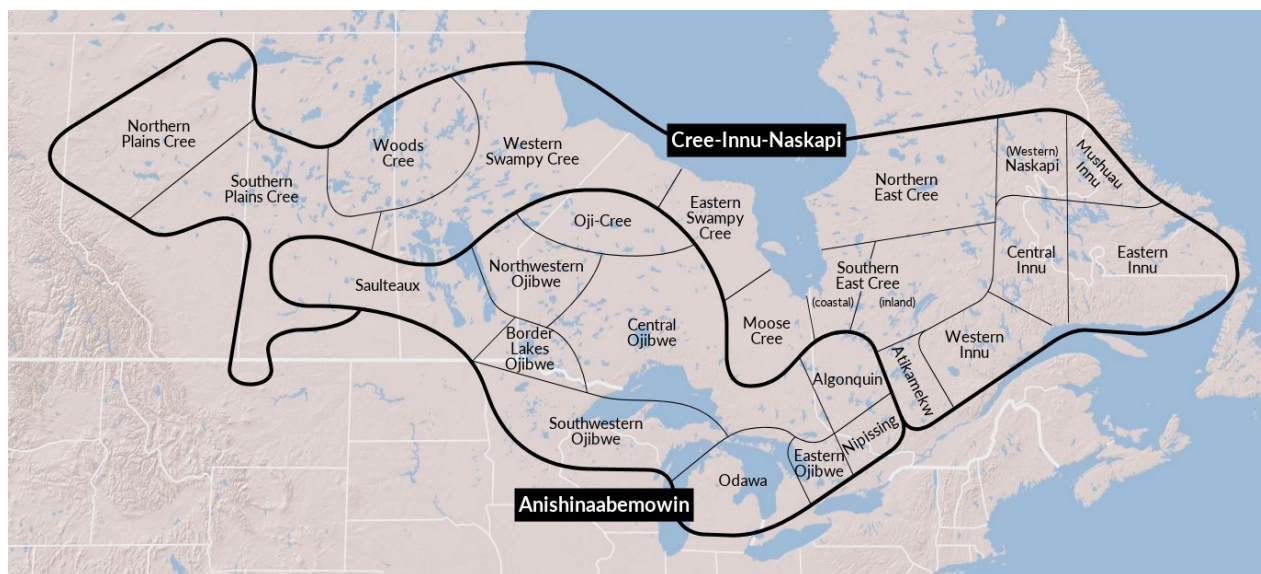 Northern
Plains Cree
Southern
Plains Cree
Woods
Cree
Western
Swampy Cree
Cree-Innu-Naskapi
Eastern
Swampy
Cree
Northern
East Cree
(Western)
Naskapi
Mushuau
Innu
Oji-Cree
Saulteaux
Northwestern
Ojibwe
Southern
East Cree
(coastal)
(inland)
Central
Innu
Eastern
Innu
Border
Lakes
Ojibwe
Central
Ojibwe
Moose
Cree
Western
Innu
Algonquin
Atikamekw
Southwestern
Ojibwe
Nipissing
Eastern
Ojibwe
Odawa
Anishinaabemowin